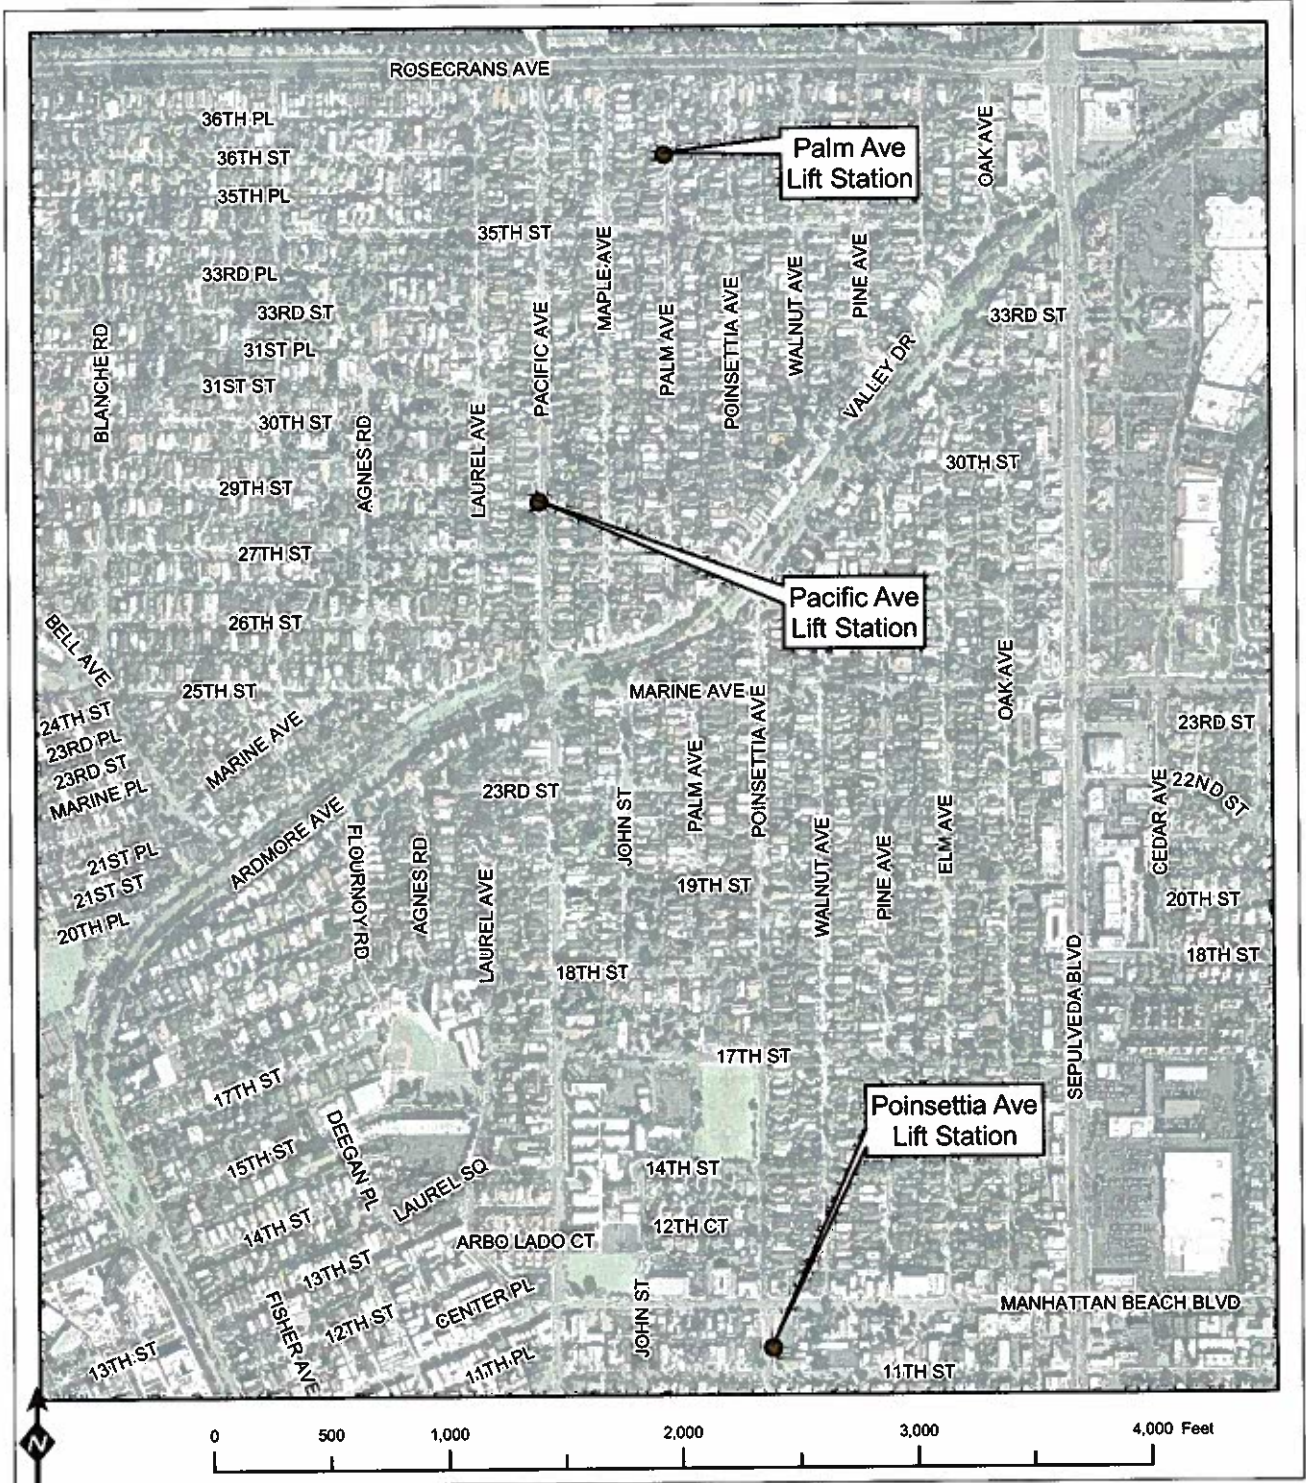 ROSECRANS AVE
36TH PL
36TH ST
35TH PL
Palm Ave
Lift Station
OAK AVE
35TH ST
MAPLE AVE
PINE AVE
33RD PL
33RD ST
WALNUT AVE
33RD ST
31ST PL
31ST ST
30TH ST
BLANCHE RD
PACIFIC AVE
PALM AVE
POINSETTIA AVE
VALLEY DR
AGNES RD
LAUREL AVE
30TH ST
29TH ST
27TH ST
Pacific Ave
Lift Station
26TH ST
BELL AVE
25TH ST
MARINE AVE
OAK AVE
24TH ST
23RD PL
23RD ST
MARINE PL
MARINE AVE
POINSETTIA AVE
23RD ST
22ND ST
23RD ST
PALM AVE
JOHN ST
CEDAR AVE
ARDMORE AVE
FLOURNOY RD
AGNES RD
21ST PL
21ST ST
20TH PL
LAUREL AVE
19TH ST
WALNUT AVE
PINE AVE
ELM AVE
20TH ST
18TH ST
18TH ST
SEPULVEDA BLVD
17TH ST
17TH ST
Poinsettia Ave
Lift Station
DEEGAN PL
15TH ST
14TH ST
LAUREL SQ
14TH ST
12TH CT
ARBO LADO CT
13TH ST
CENTER PL
JOHN ST
MANHATTAN BEACH BLVD
FISHER AVE
12TH ST
13TH ST
11TH PL
11TH ST
N
0 500 1,000 2,000 3,000 4,000 Feet